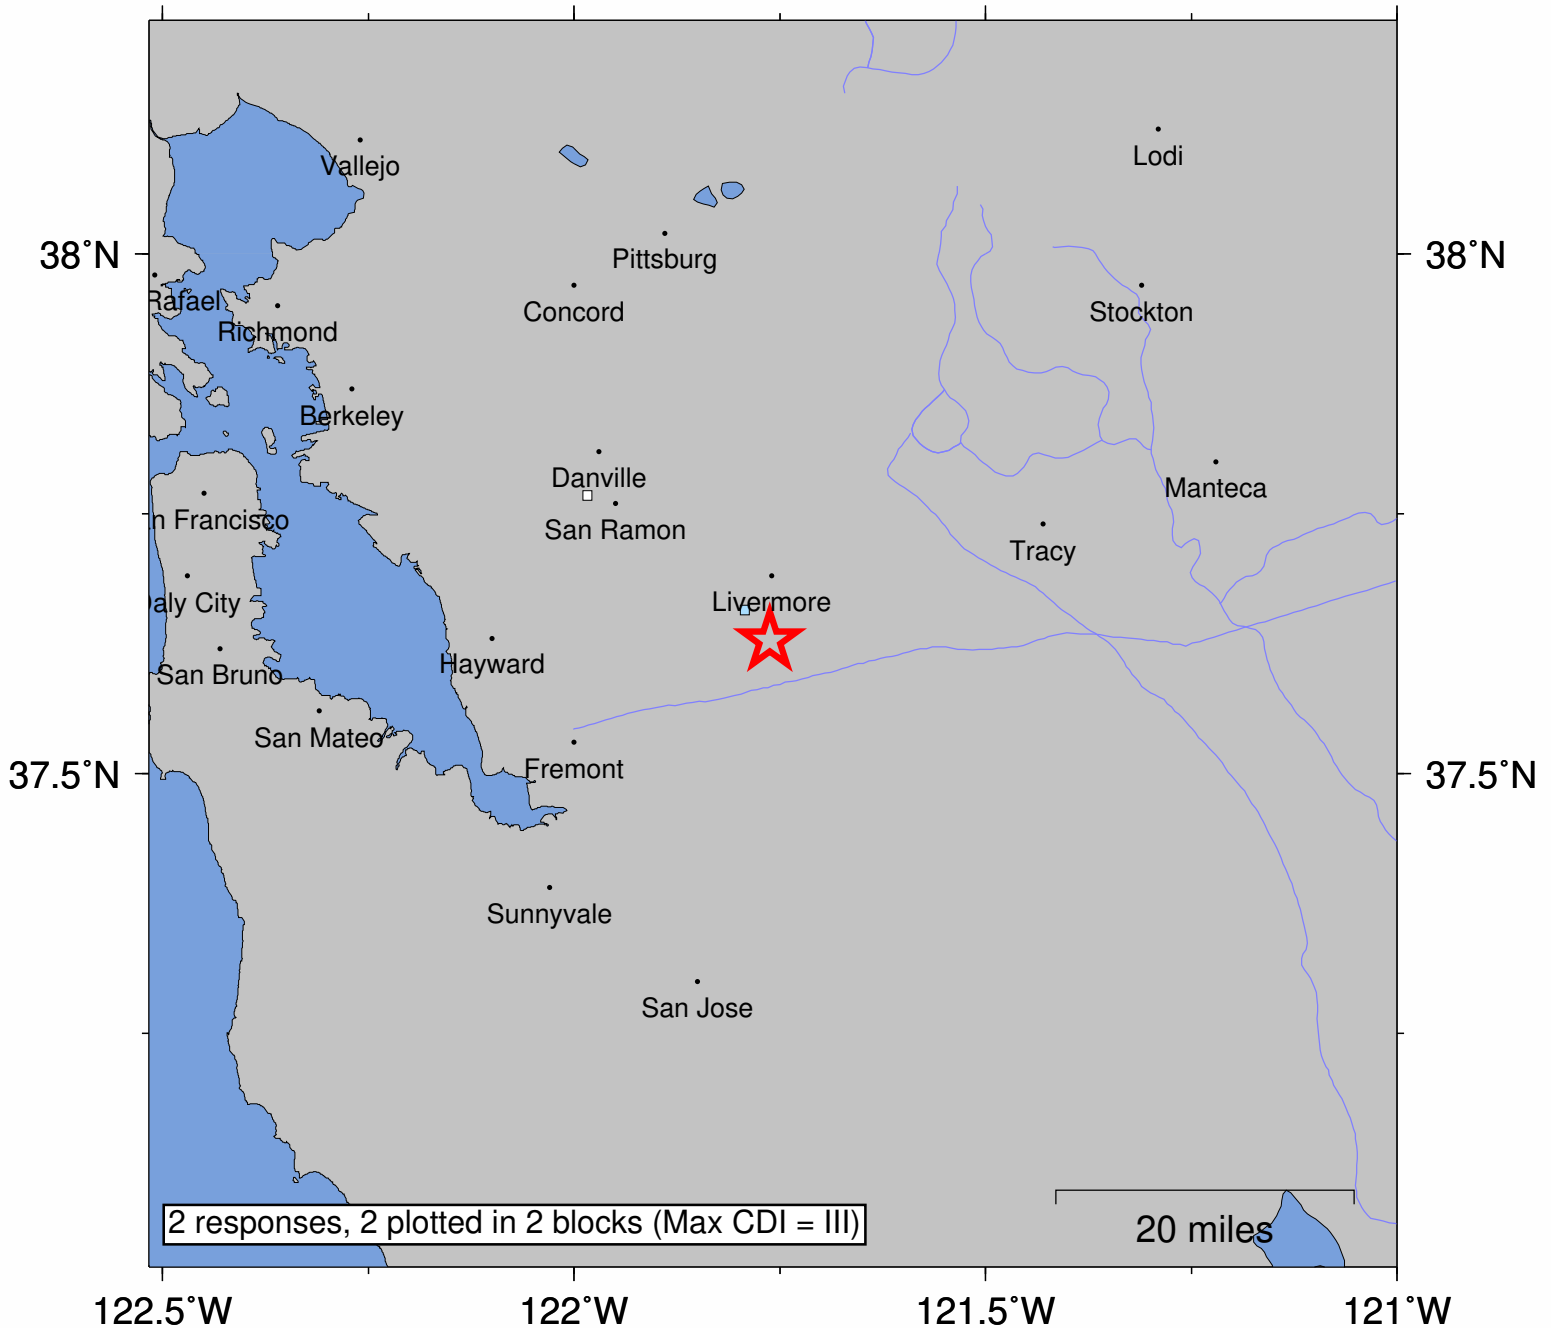 Vallejo
Lodi
38°N
Pittsburg
38°N
Rafael
Concord
Stockton
Richmond
Berkeley
Danville
Manteca
n Francisco
San Ramon
Tracy
Livermore
aly City
Hayward
San Bruno
San Mateo
Fremont
37.5°N
37.5°N
Sunnyvale
San Jose
2 responses, 2 plotted in 2 blocks (Max CDI = III)
20 miles
122.5°W
122°W
121.5°W
121°W